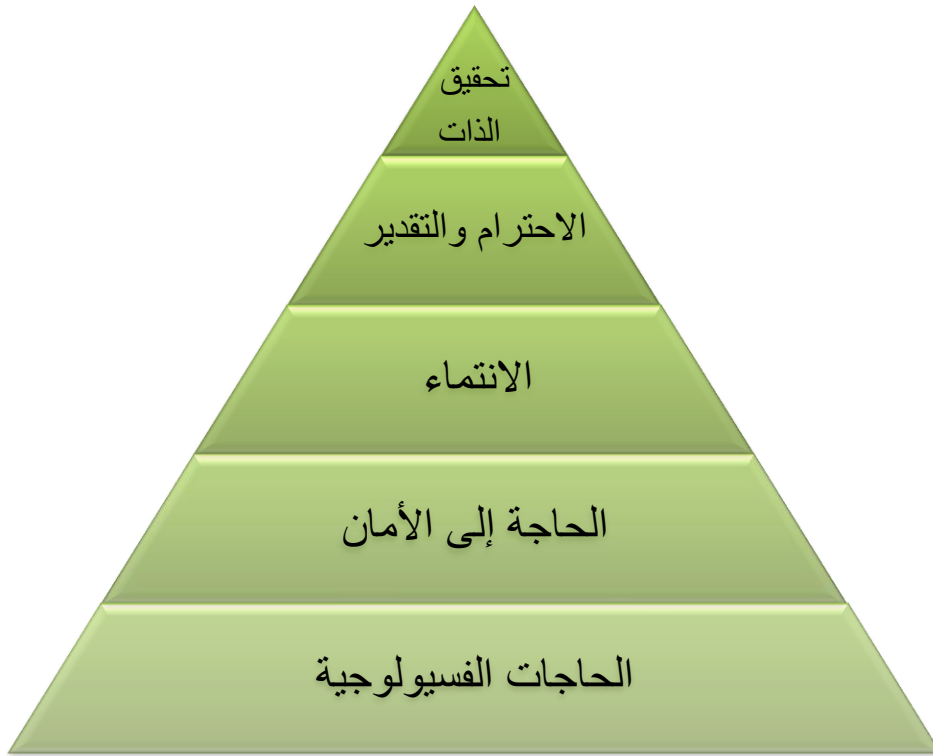 تحقيق
الذات
الاحترام والتقدير
الانتماء
الحاجة إلى الأمان
الحاجات الفسيولوجية